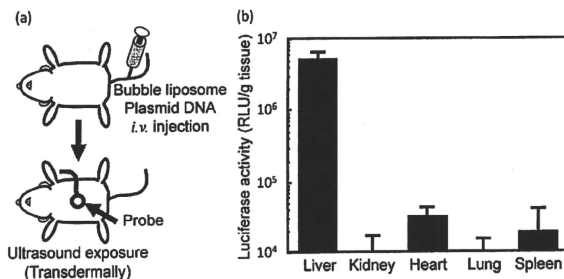 (a)
Bubble liposome
Plasmid DNA
i.v. injection
Probe
Ultrasound exposure
(Transdermally)
(b)
Luciferase activity (RLU/g tissue)
10⁷
10⁶
10⁵
10⁴
Liver Kidney Heart Lung Spleen